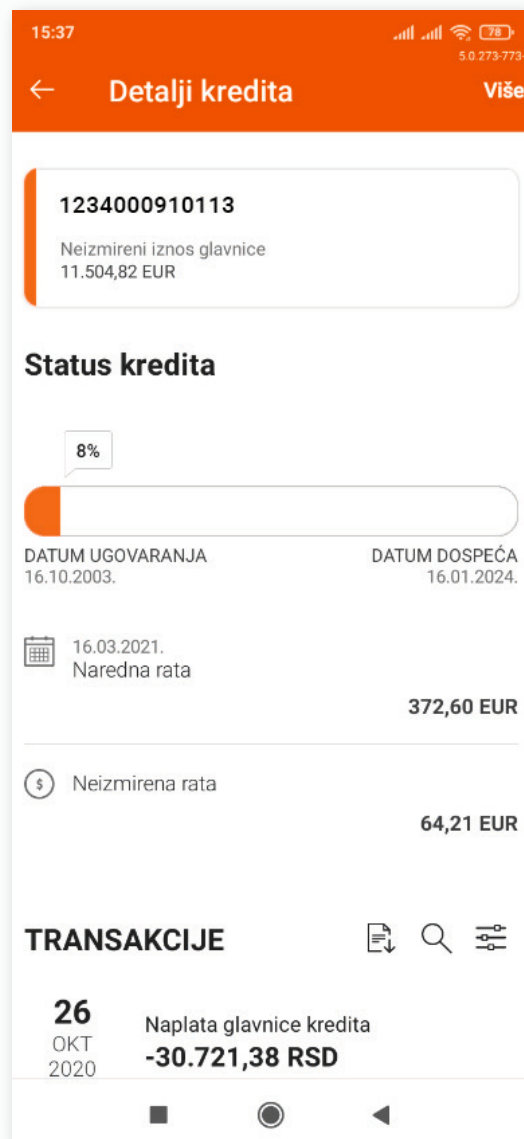 15:37
78
5.0.273-773-
Detalji kredita
Više
1234000910113
Neizmireni iznos glavnice
11.504,82 EUR
Status kredita
8%
DATUM UGOVARANJA
DATUM DOSPEĆA
16.10.2003.
16.01.2024.
16.03.2021.
Naredna rata
372,60 EUR
$
Neizmirena rata
64,21 EUR
TRANSAKCIJE
26
OKT
2020
Naplata glavnice kredita
-30.721,38 RSD